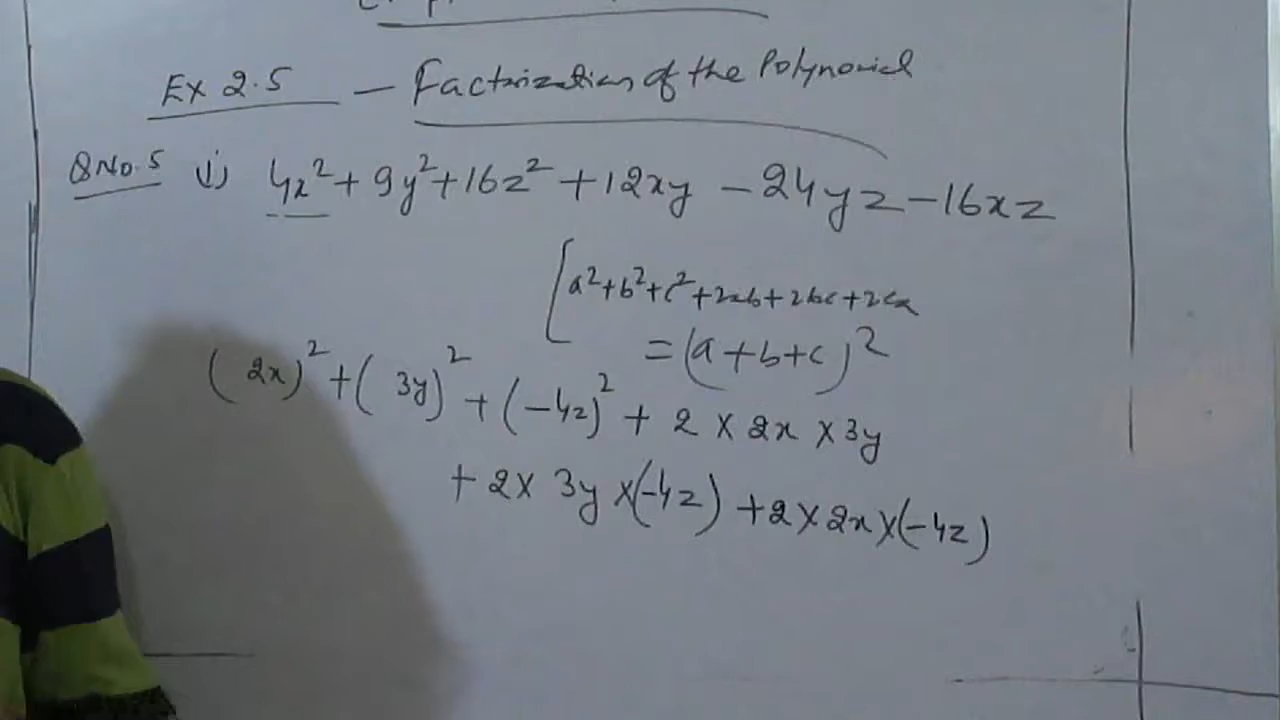 Ex 2.5 — Factorization of the Polynomial
Q No. 5 (i) 4x²+9y²+16z²+12xy-24yz-16xz
[a²+b²+c²+2ab+2bc+2ca
=(a+b+c)²
(2x)²+(3y)²+(-4z)²+2×2x×3y
+2×3y×(-4z)+2×2x×(-4z)